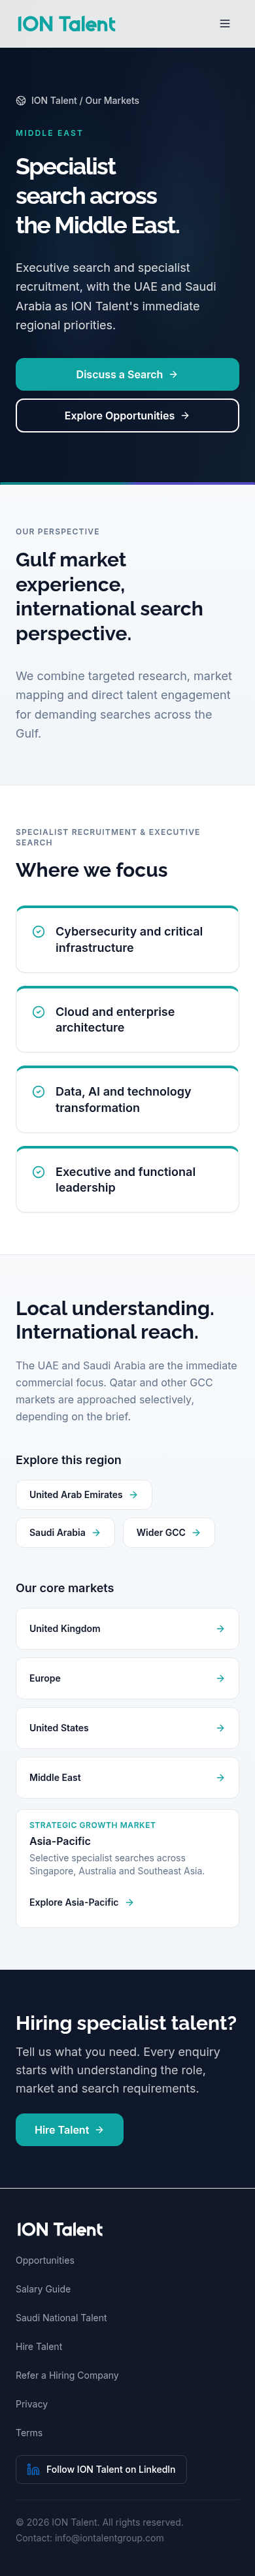 ION Talent
ION Talent / Our Markets
MIDDLE EAST
Specialist
search across
the Middle East.
Executive search and specialist
recruitment, with the UAE and Saudi
Arabia as ION Talent's immediate
regional priorities.
Discuss a Search
Explore Opportunities
OUR PERSPECTIVE
Gulf market
experience,
international search
perspective.
We combine targeted research, market
mapping and direct talent engagement
for demanding searches across the
Gulf.
SPECIALIST RECRUITMENT & EXECUTIVE
SEARCH
Where we focus
Cybersecurity and critical
infrastructure
Cloud and enterprise
architecture
Data, AI and technology
transformation
Executive and functional
leadership
Local understanding.
International reach.
The UAE and Saudi Arabia are the immediate
commercial focus. Qatar and other GCC
markets are approached selectively,
depending on the brief.
Explore this region
United Arab Emirates
Saudi Arabia
Wider GCC
Our core markets
United Kingdom
Europe
United States
Middle East
STRATEGIC GROWTH MARKET
Asia-Pacific
Selective specialist searches across
Singapore, Australia and Southeast Asia.
Explore Asia-Pacific
Hiring specialist talent?
Tell us what you need. Every enquiry
starts with understanding the role,
market and search requirements.
Hire Talent
ION Talent
Opportunities
Salary Guide
Saudi National Talent
Hire Talent
Refer a Hiring Company
Privacy
Terms
Follow ION Talent on LinkedIn
© 2026 ION Talent. All rights reserved.
Contact: info@iontalentgroup.com